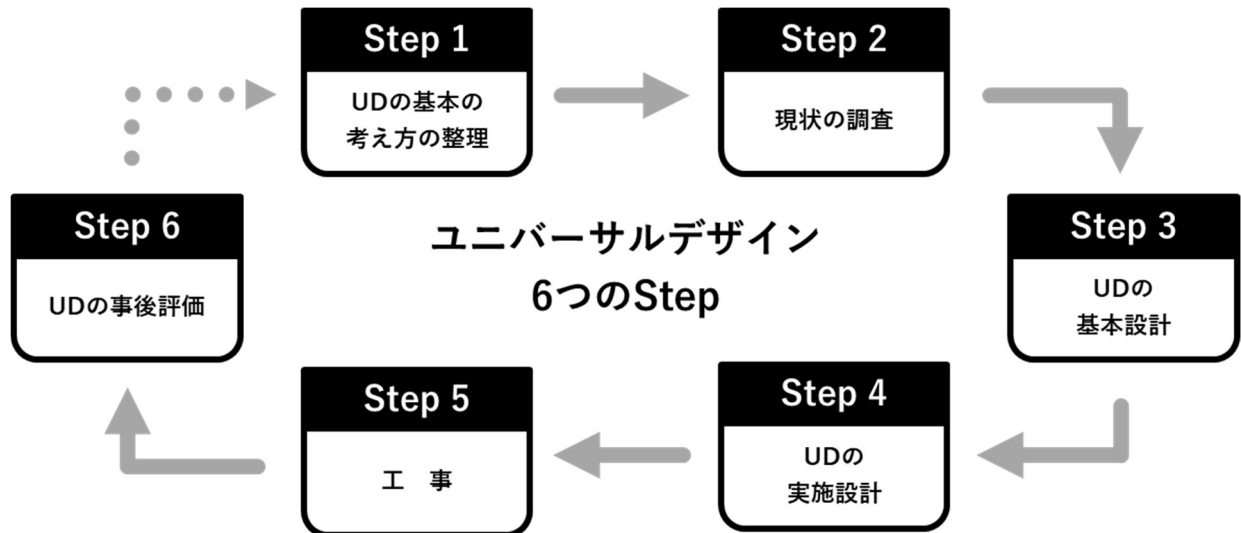 Step 1
UDの基本の
考え方の整理
Step 2
現状の調査
Step 3
UDの
基本設計
Step 4
UDの
実施設計
Step 5
工　事
Step 6
UDの事後評価
ユニバーサルデザイン
6つのStep